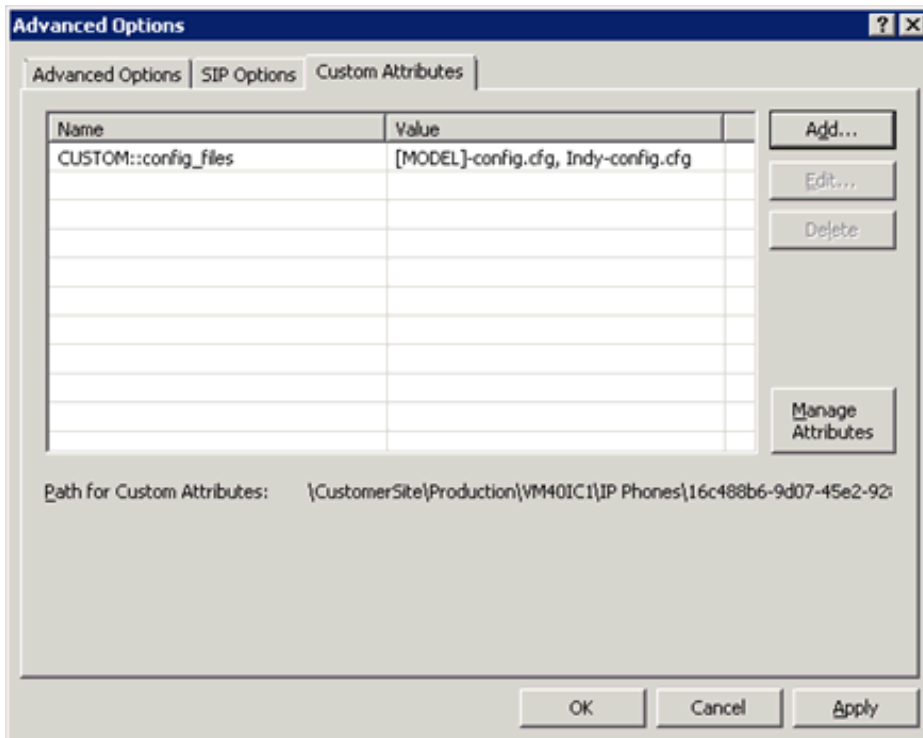 Advanced Options
Advanced Options SIP Options Custom Attributes
Name Value
CUSTOM::config_files [MODEL]-config.cfg, Indy-config.cfg
Add...
Edit...
Delete
Manage
Attributes
Path for Custom Attributes: \CustomerSite\Production\VM40IC1\IP Phones\16c488b6-9d07-45e2-928
OK Cancel Apply